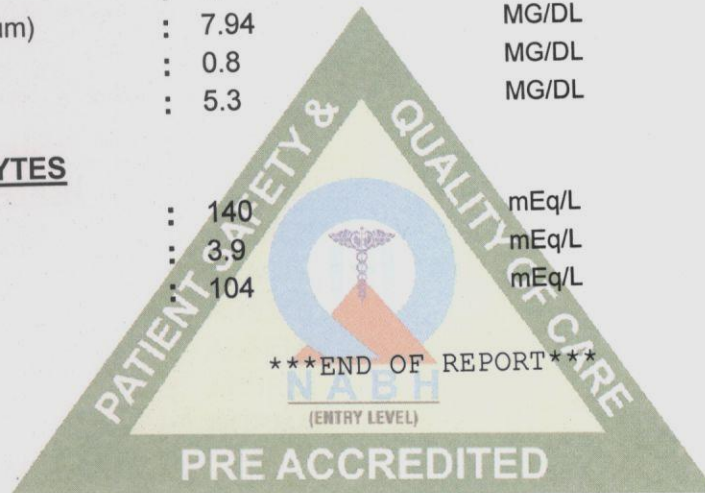 um) : 7.94 MG/DL
: 0.8 MG/DL
: 5.3 MG/DL
YTES
: 140 mEq/L
: 3.9 mEq/L
: 104 mEq/L
***END OF REPORT***
PATIENT SAFETY & QUALITY OF CARE
NABH
(ENTRY LEVEL)
PRE ACCREDITED